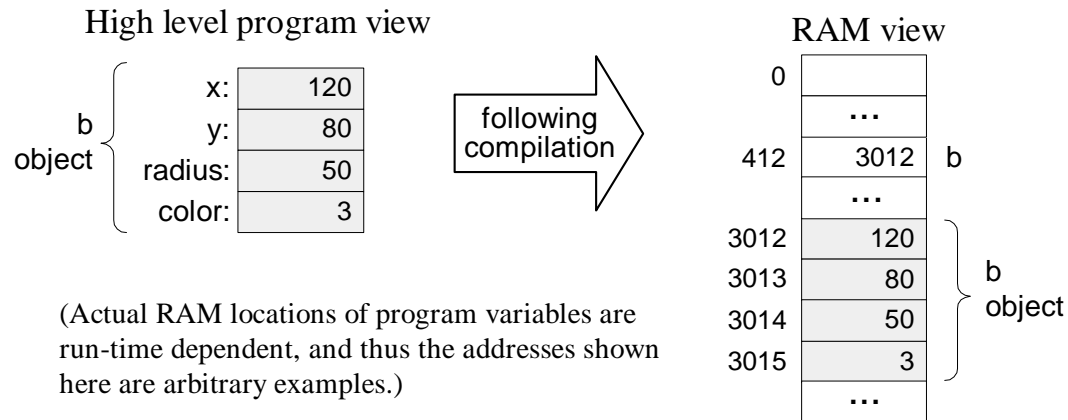 High level program view
b
object
x: 120
y: 80
radius: 50
color: 3
following
compilation
(Actual RAM locations of program variables are
run-time dependent, and thus the addresses shown
here are arbitrary examples.)
RAM view
0
...
412 3012 b
...
3012 120
3013 80
3014 50
3015 3
b
object
...